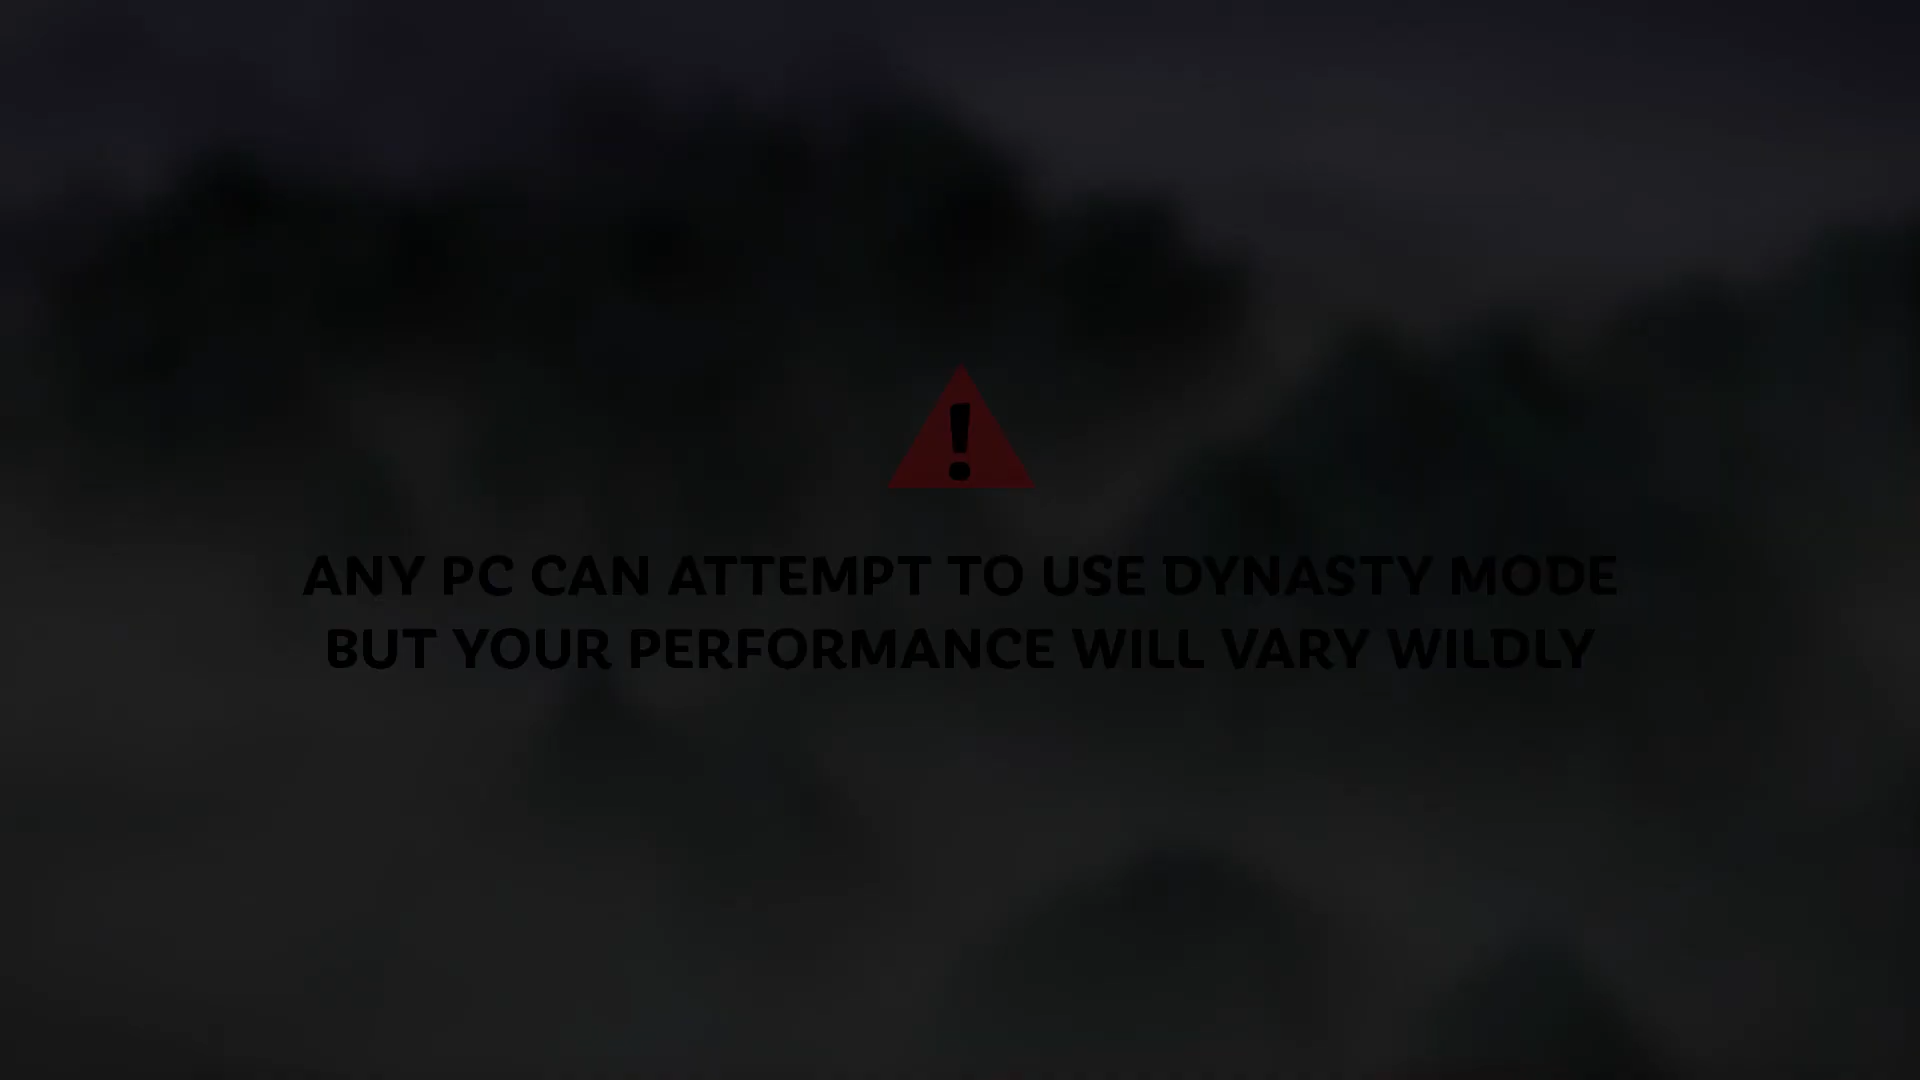 !
ANY PC CAN ATTEMPT TO USE DYNASTY MODE
BUT YOUR PERFORMANCE WILL VARY WILDLY